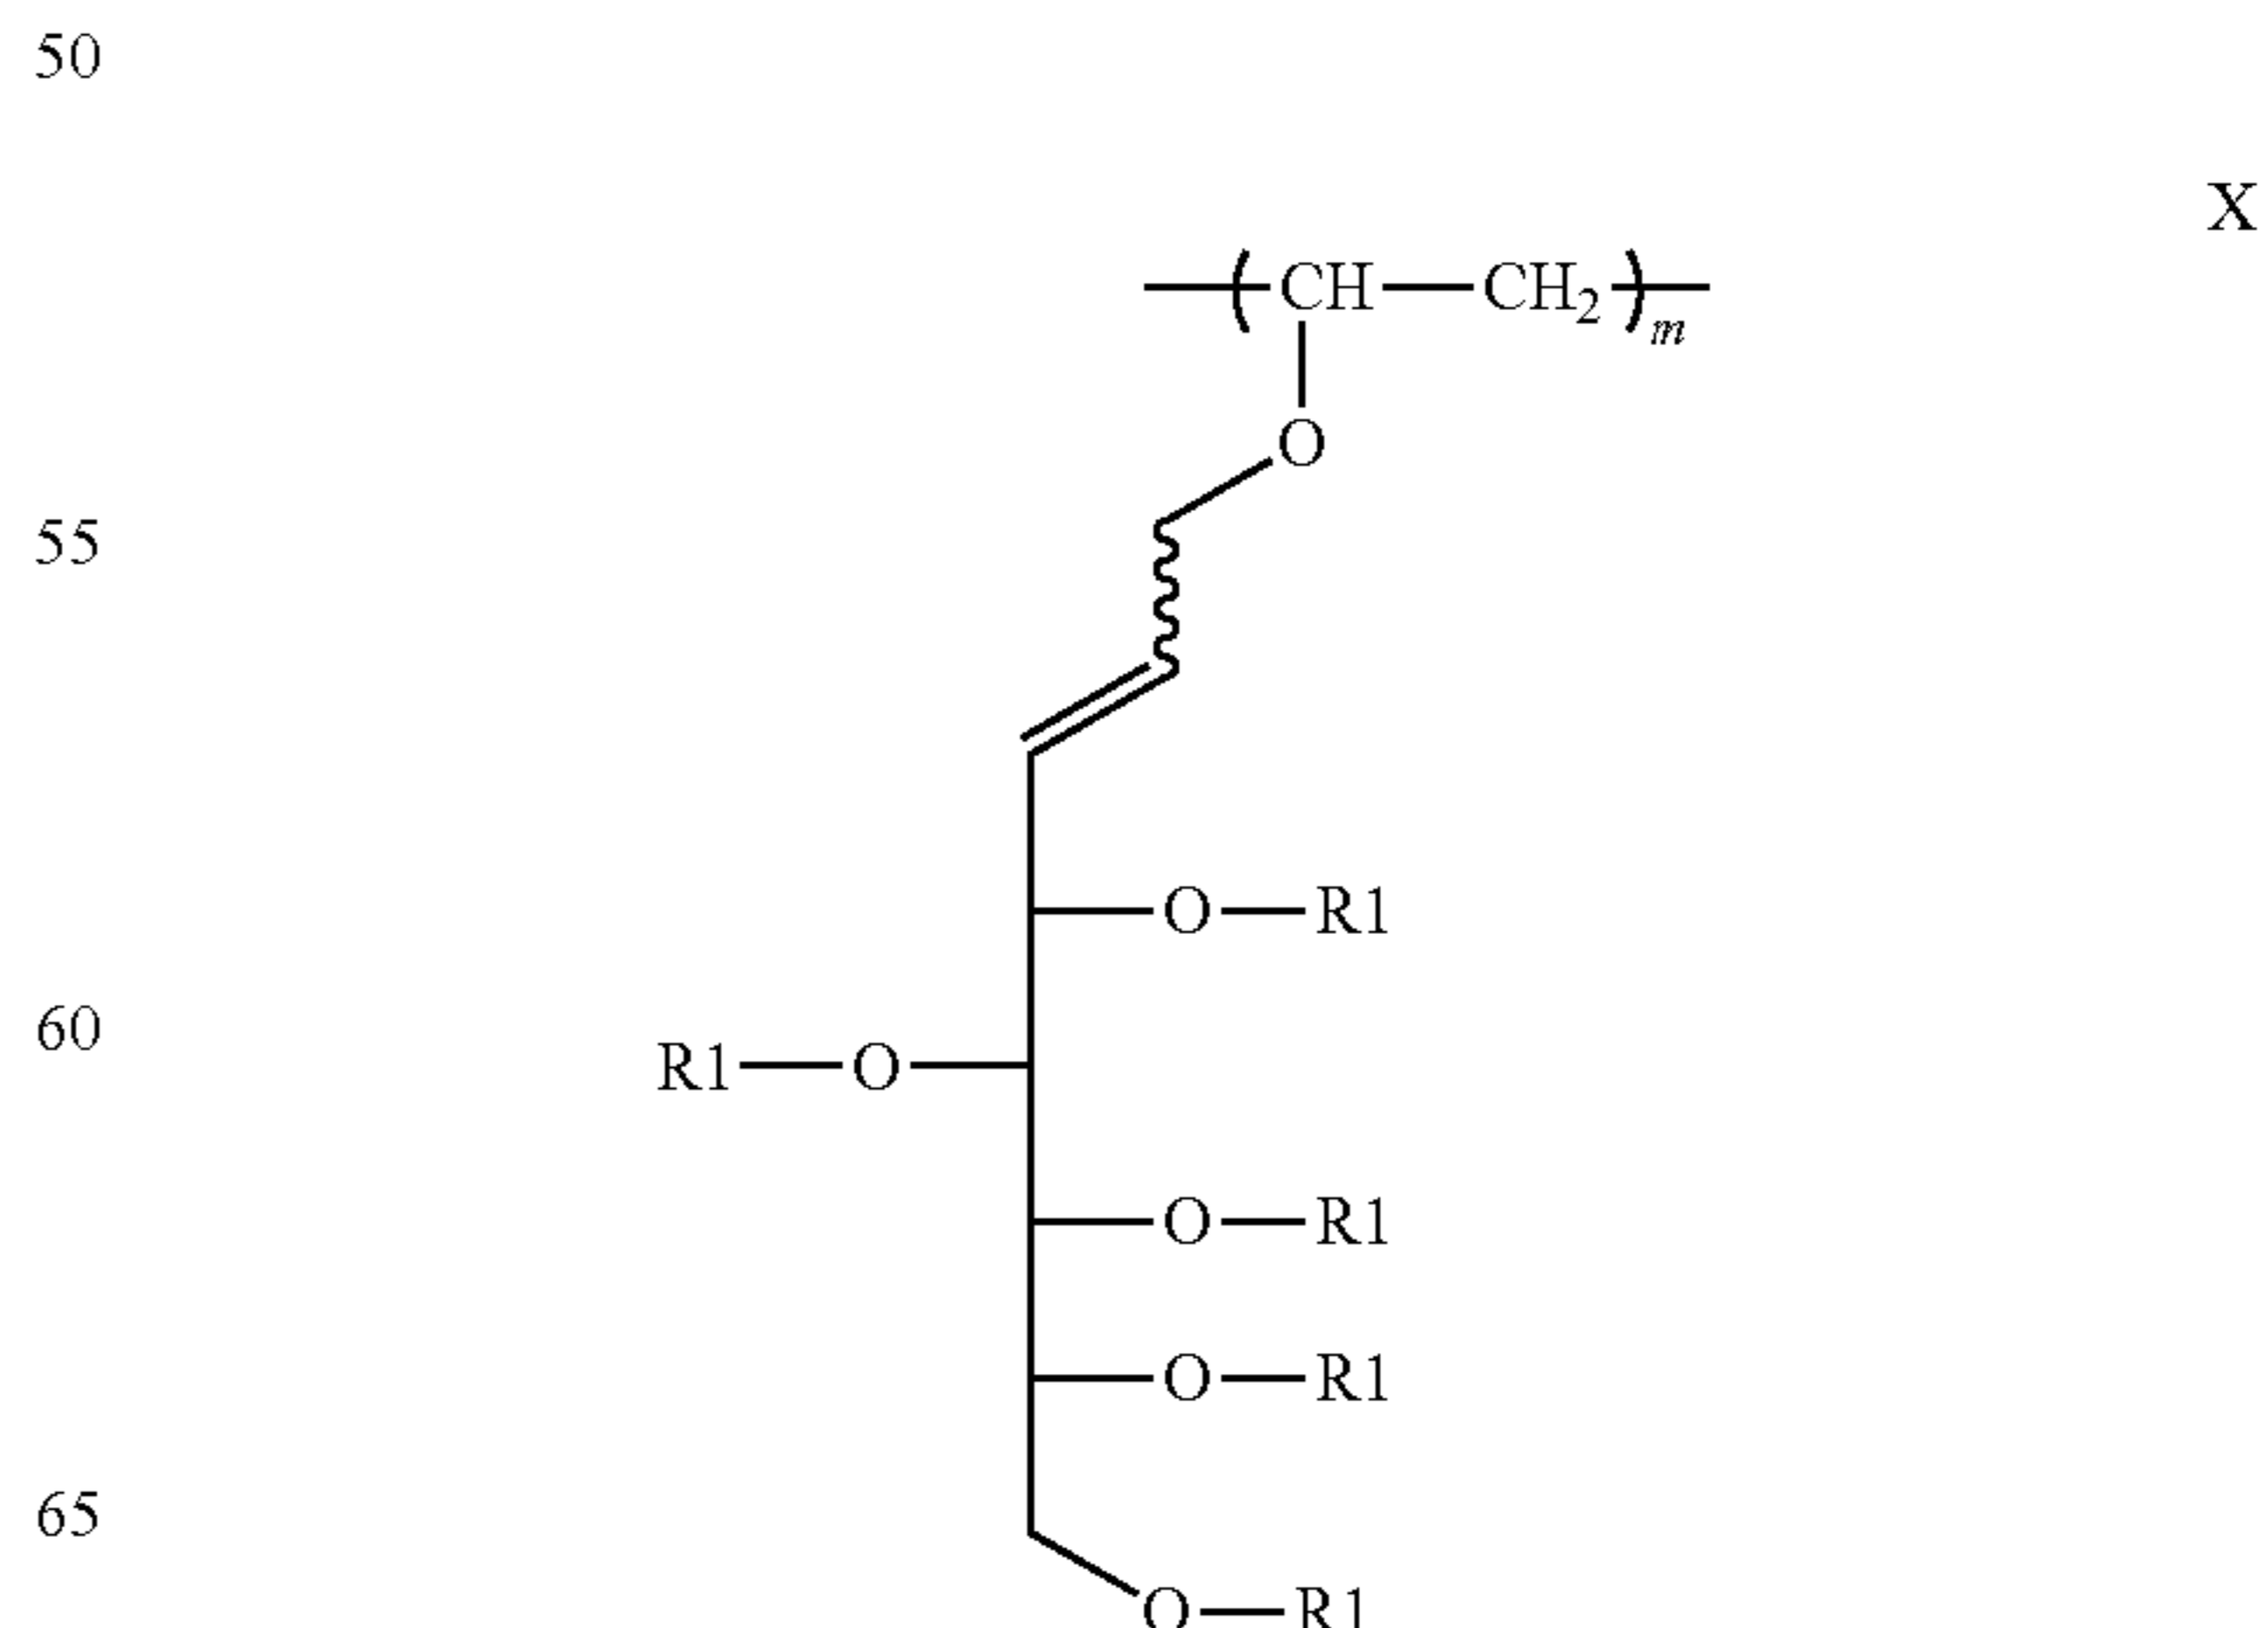 50
X
( CH — CH2 )m
O
55
O — R1
60
R1 — O
O — R1
O — R1
65
O — R1